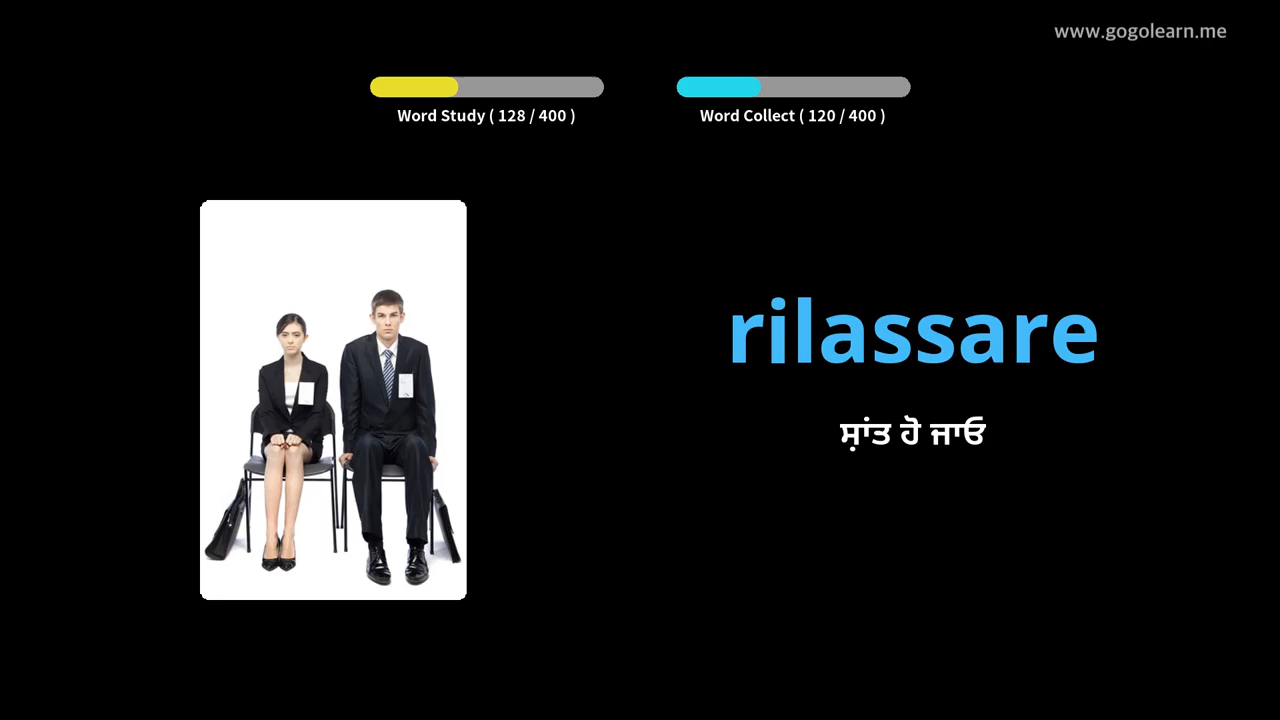 www.gogolearn.me
Word Study ( 128 / 400 )
Word Collect ( 120 / 400 )
rilassare
ਸ਼ਾਂਤ ਹੋ ਜਾਓ